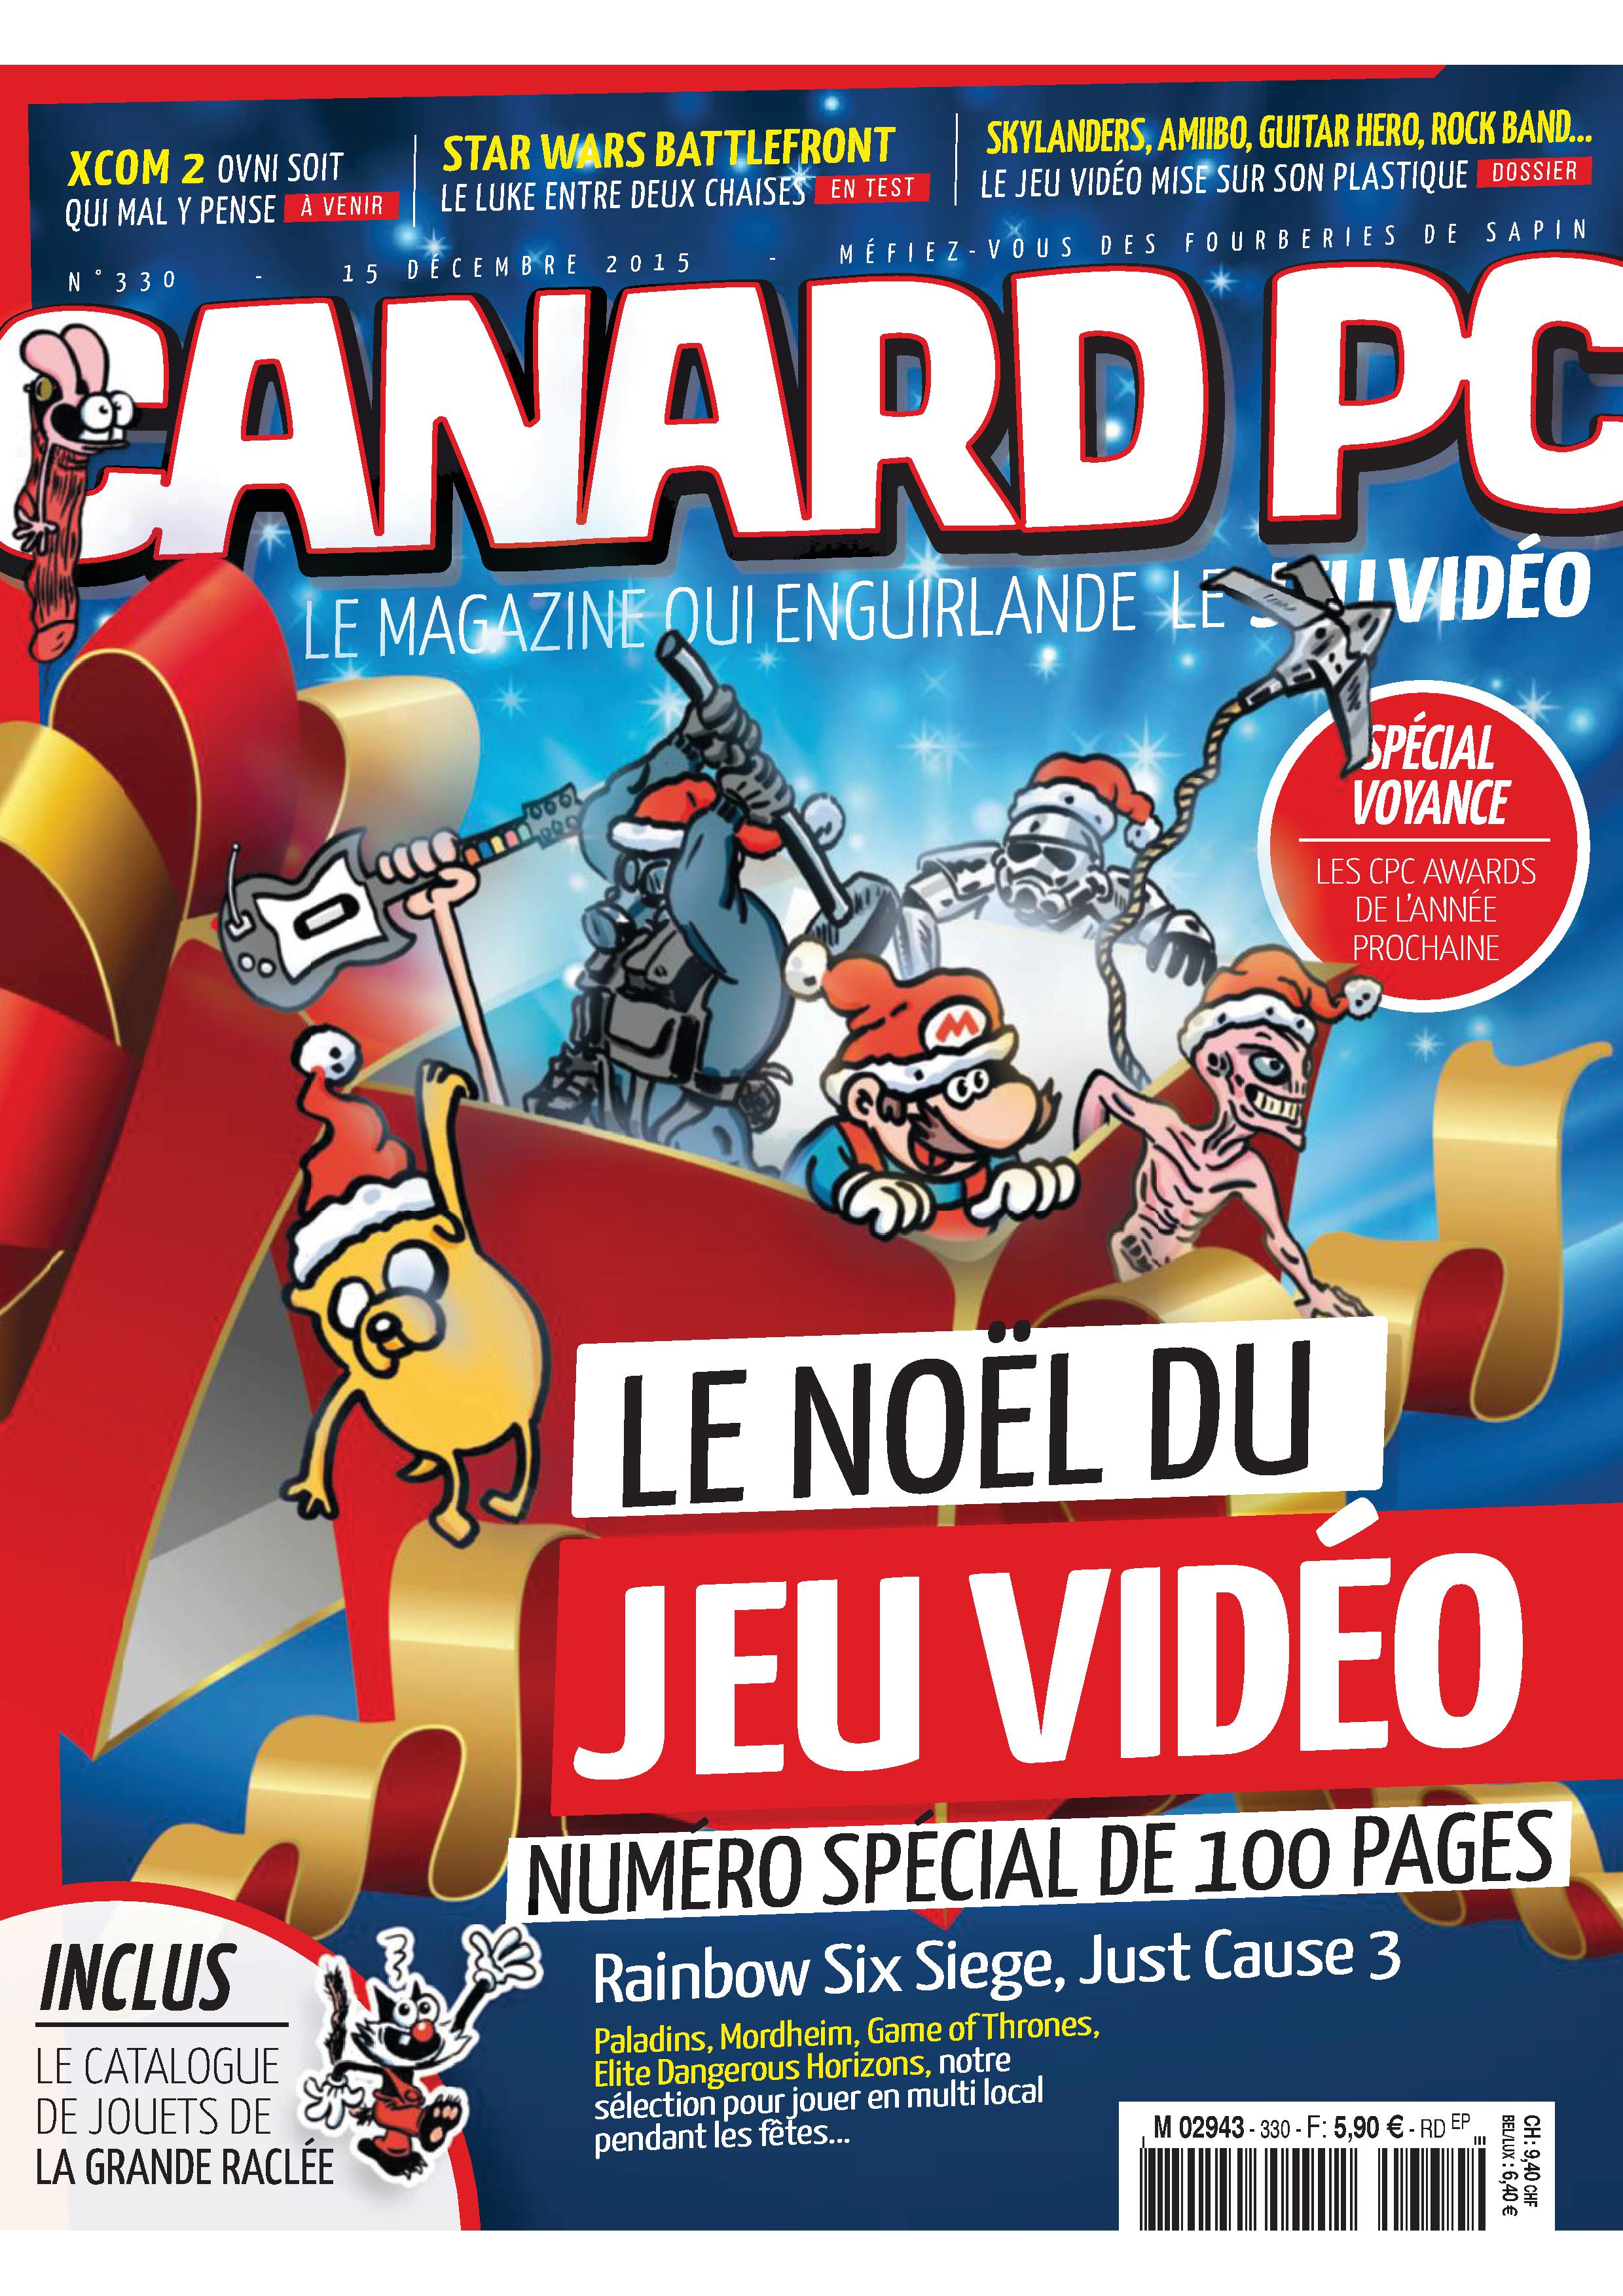 XCOM 2 OVNI SOIT
QUI MAL Y PENSE À VENIR
STAR WARS BATTLEFRONT
LE LUKE ENTRE DEUX CHAISES EN TEST
SKYLANDERS, AMIIBO, GUITAR HERO, ROCK BAND...
LE JEU VIDÉO MISE SUR SON PLASTIQUE DOSSIER
N°330 - 15 DÉCEMBRE 2015 - MÉFIEZ-VOUS DES FOURBERIES DE SAPIN
CANARD PC
LE MAGAZINE QUI ENGUIRLANDE LE JEU VIDÉO
SPÉCIAL
VOYANCE
LES CPC AWARDS
DE L'ANNÉE
PROCHAINE
M
LE NOËL DU
JEU VIDÉO
NUMÉRO SPÉCIAL DE 100 PAGES
Rainbow Six Siege, Just Cause 3
Paladins, Mordheim, Game of Thrones,
Elite Dangerous Horizons, notre
sélection pour jouer en multi local
pendant les fêtes...
INCLUS
LE CATALOGUE
DE JOUETS DE
LA GRANDE RACLÉE
M 02943 - 330 - F: 5,90 € - RD EP
CH : 9,40 CHF
BEL/LUX : 6,40 €